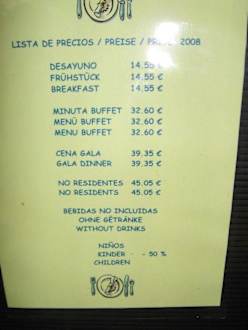 LISTA DE PRECIOS / PREISE / PRICE 2008
DESAYUNO 14.55 €
FRÜHSTÜCK 14.55 €
BREAKFAST 14.55 €
MINUTA BUFFET 32.60 €
MENÜ BUFFET 32.60 €
MENU BUFFET 32.60 €
CENA GALA 39,35 €
GALA DINNER 39,35 €
NO RESIDENTES 45.05 €
NO RESIDENTS 45.05 €
BEBIDAS NO INCLUIDAS
OHNE GETRÄNKE
WITHOUT DRINKS
NIÑOS
KINDER - - 50 %
CHILDREN